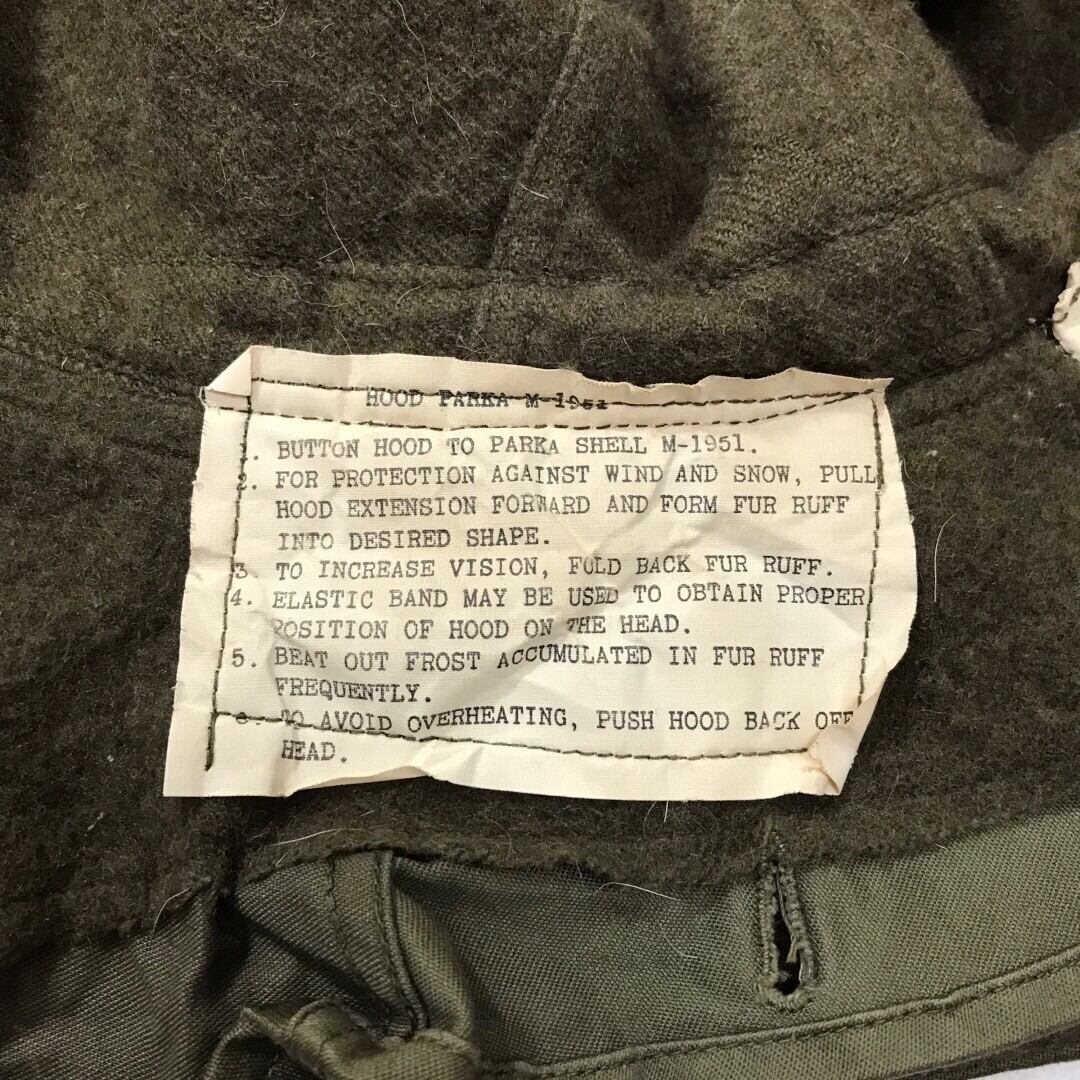 HOOD PARKA M-1951
1. BUTTON HOOD TO PARKA SHELL M-1951.
2. FOR PROTECTION AGAINST WIND AND SNOW, PULL
HOOD EXTENSION FORWARD AND FORM FUR RUFF
INTO DESIRED SHAPE.
3. TO INCREASE VISION, FOLD BACK FUR RUFF.
4. ELASTIC BAND MAY BE USED TO OBTAIN PROPER
POSITION OF HOOD ON THE HEAD.
5. BEAT OUT FROST ACCUMULATED IN FUR RUFF
FREQUENTLY.
6. TO AVOID OVERHEATING, PUSH HOOD BACK OFF
HEAD.